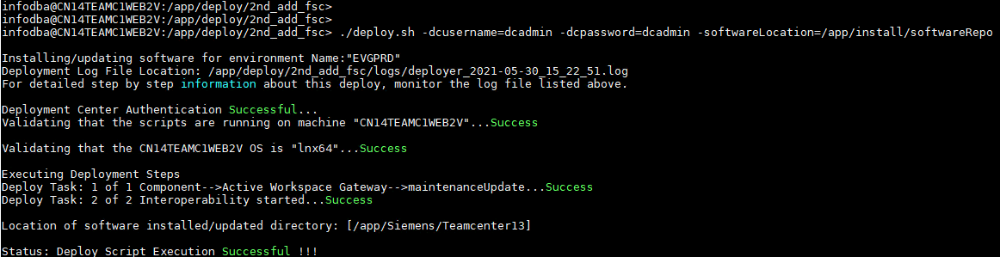 infodba@CN14TEAMC1WEB2V:/app/deploy/2nd_add_fsc>
infodba@CN14TEAMC1WEB2V:/app/deploy/2nd_add_fsc>
infodba@CN14TEAMC1WEB2V:/app/deploy/2nd_add_fsc> ./deploy.sh -dcusername=dcadmin -dcpassword=dcadmin -softwareLocation=/app/install/softwareRepo
Installing/updating software for environment Name:"EVGPRD"
Deployment Log File Location: /app/deploy/2nd_add_fsc/logs/deployer_2021-05-30_15_22_51.log
For detailed step by step information about this deploy, monitor the log file listed above.
Deployment Center Authentication Successful...
Validating that the scripts are running on machine "CN14TEAMC1WEB2V"...Success
Validating that the CN14TEAMC1WEB2V OS is "lnx64"...Success
Executing Deployment Steps
Deploy Task: 1 of 1 Component-->Active Workspace Gateway-->maintenanceUpdate...Success
Deploy Task: 2 of 2 Interoperability started...Success
Location of software installed/updated directory: [/app/Siemens/Teamcenter13]
Status: Deploy Script Execution Successful !!!